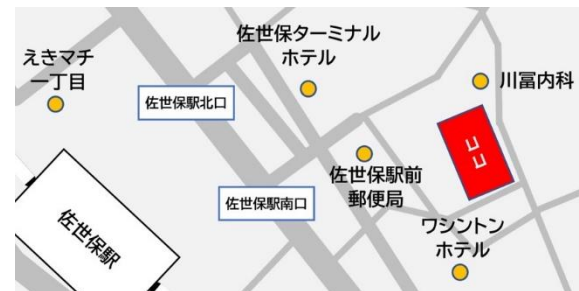 佐世保ターミナル
ホテル
えきマチ
一丁目
川冨内科
佐世保駅北口
ココ
佐世保駅前
郵便局
佐世保駅南口
佐世保駅
ワシントン
ホテル